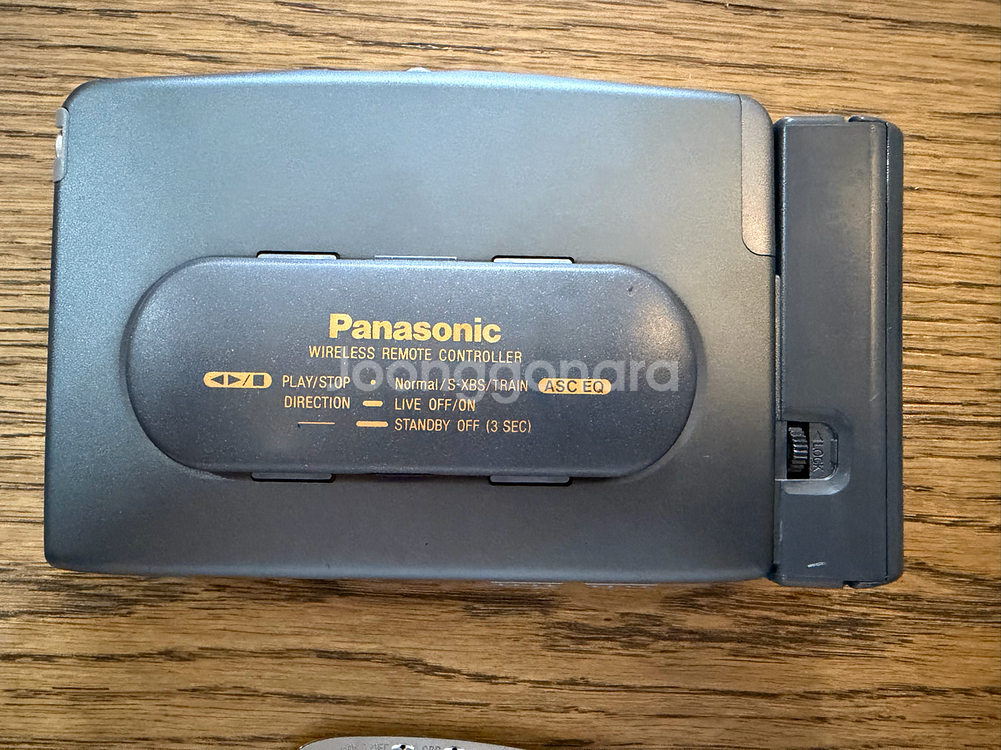 Panasonic
WIRELESS REMOTE CONTROLLER
PLAY/STOP • Normal/S-XBS/TRAIN ASC EQ
DIRECTION — LIVE OFF/ON
STANDBY OFF (3 SEC)
loonggonara
<LOCK